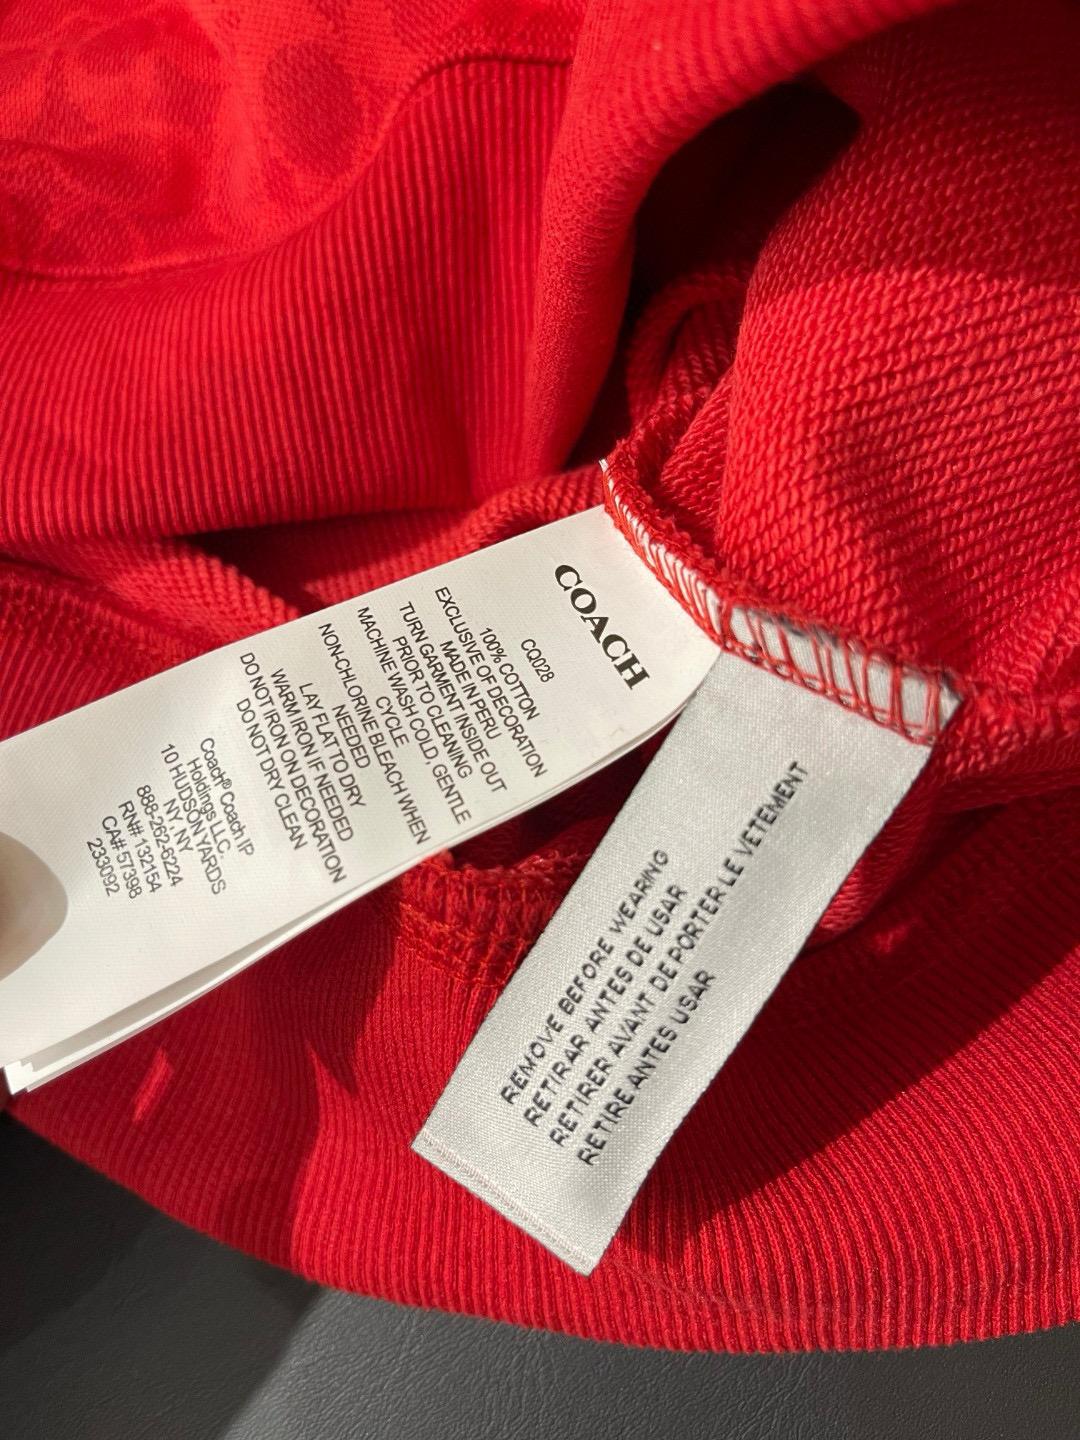 COACH
CQ028
100% COTTON
EXCLUSIVE OF DECORATION
MADE IN PERU
TURN GARMENT INSIDE OUT
PRIOR TO CLEANING
MACHINE WASH COLD, GENTLE
CYCLE
NON-CHLORINE BLEACH WHEN
NEEDED
LAY FLAT TO DRY
WARM IRON IF NEEDED
DO NOT IRON ON DECORATION
DO NOT DRY CLEAN
Coach® Coach IP
Holdings LLC.
10 HUDSON YARDS
NY, NY
888-262-6224
RN# 132154
CA# 57398
233092
REMOVE BEFORE WEARING
RETIRAR ANTES DE USAR
RETIRER AVANT DE PORTER LE VETEMENT
RETIRE ANTES USAR